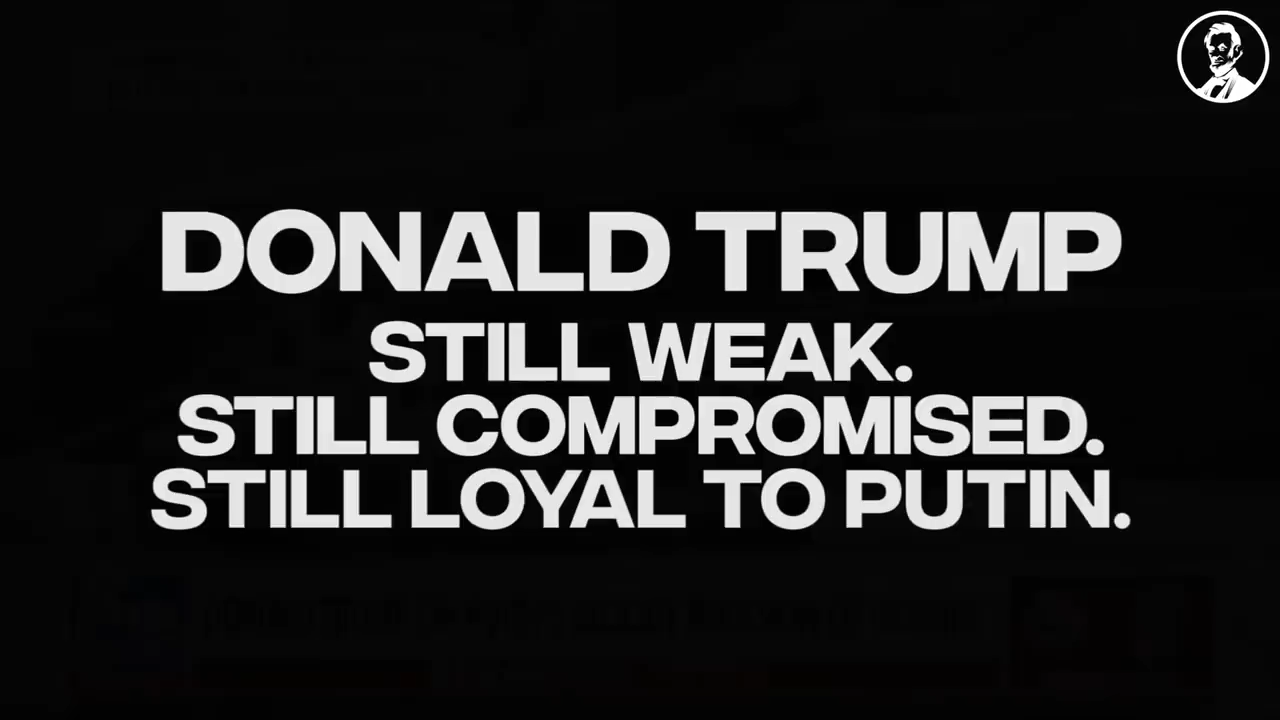 DONALD TRUMP
STILL WEAK.
STILL COMPROMISED.
STILL LOYAL TO PUTIN.